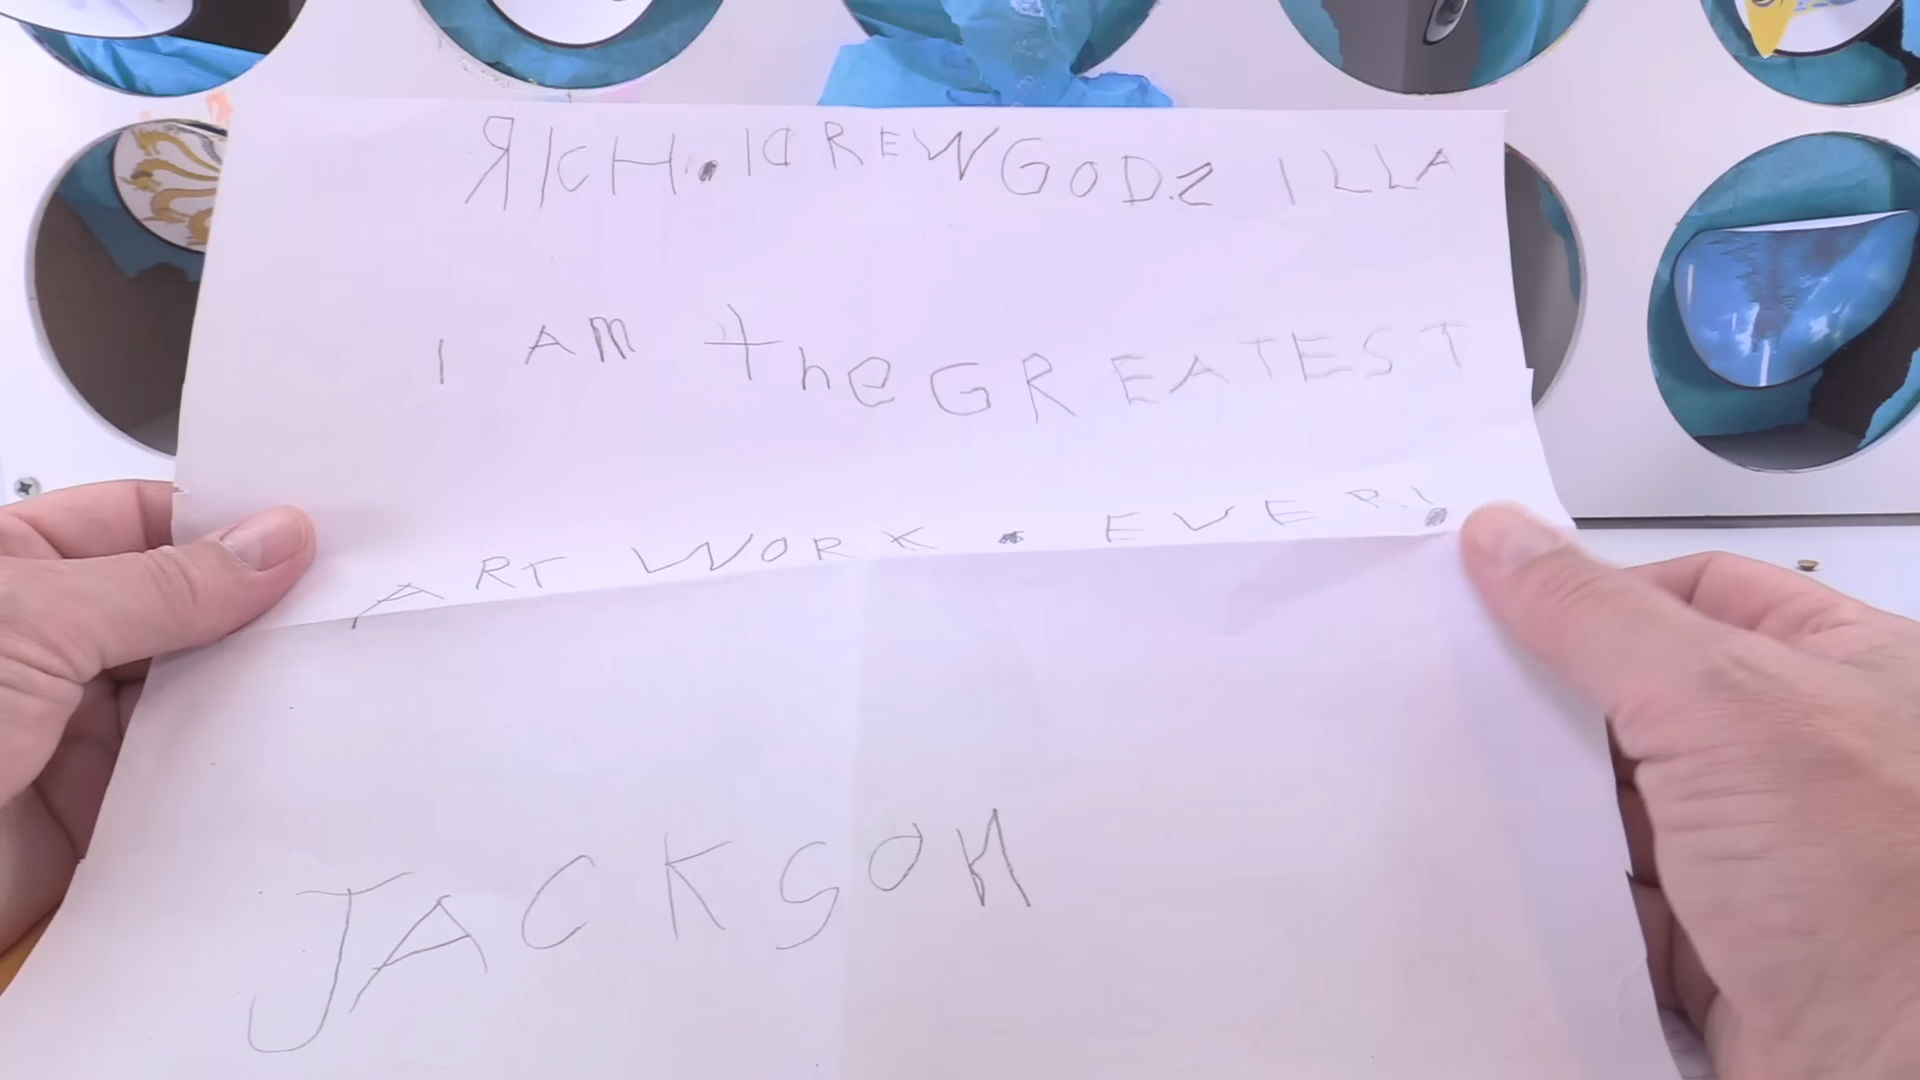 RICH. I DREW GODZILLA
I AM the GREATEST
ART WORK. EVER!
JACKSON